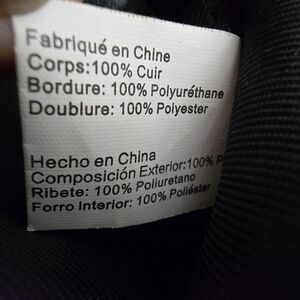 Fabriqué en Chine
Corps:100% Cuir
Bordure: 100% Polyuréthane
Doublure: 100% Polyester
Hecho en China
Composición Exterior:100% P
Ribete: 100% Poliuretano
Forro Interior: 100% Poliéster